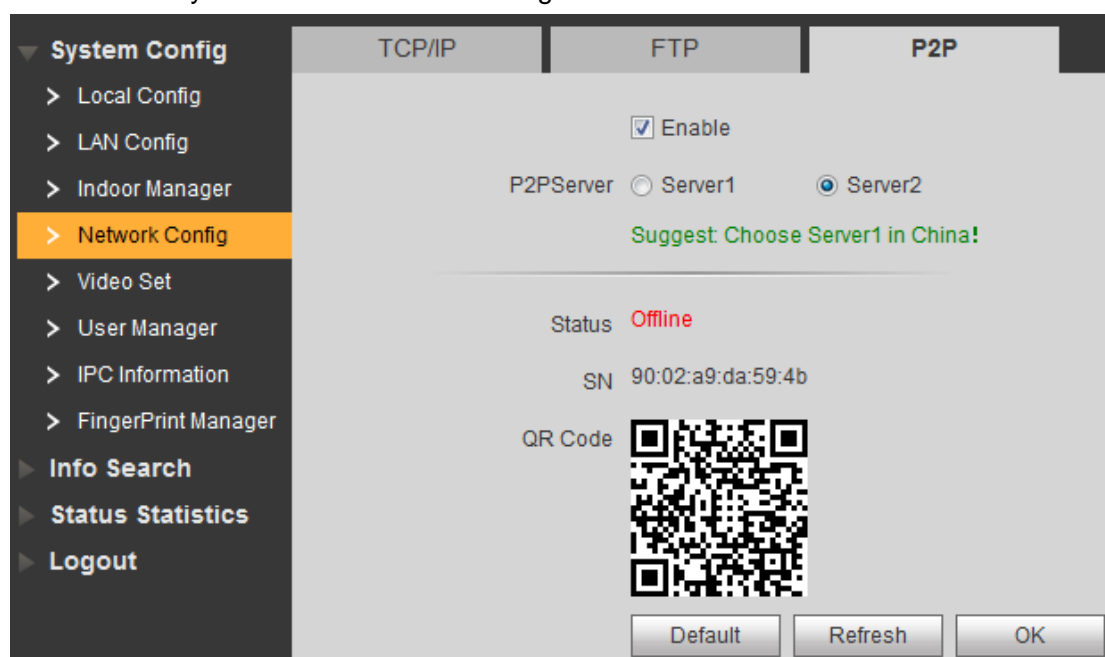 System Config
Local Config
LAN Config
Indoor Manager
Network Config
Video Set
User Manager
IPC Information
FingerPrint Manager
Info Search
Status Statistics
Logout
TCP/IP FTP P2P
Enable
P2PServer Server1 Server2
Suggest: Choose Server1 in China!
Status Offline
SN 90:02:a9:da:59:4b
QR Code
Default Refresh OK